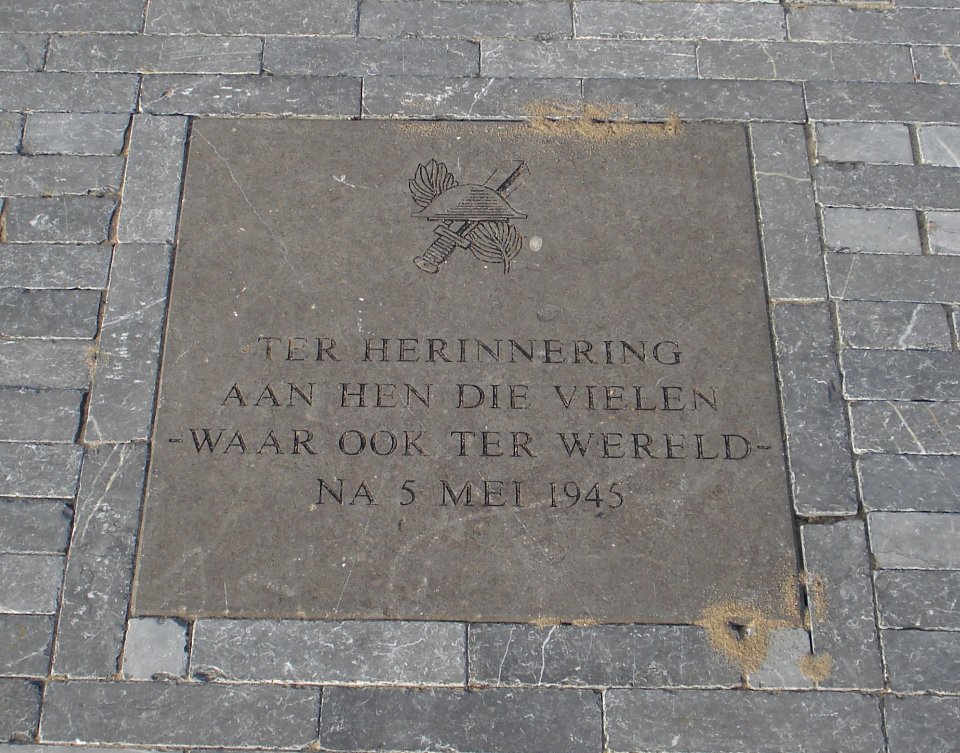 TER HERINNERING
AAN HEN DIE VIELEN
-WAAR OOK TER WERELD-
NA 5 MEI 1945